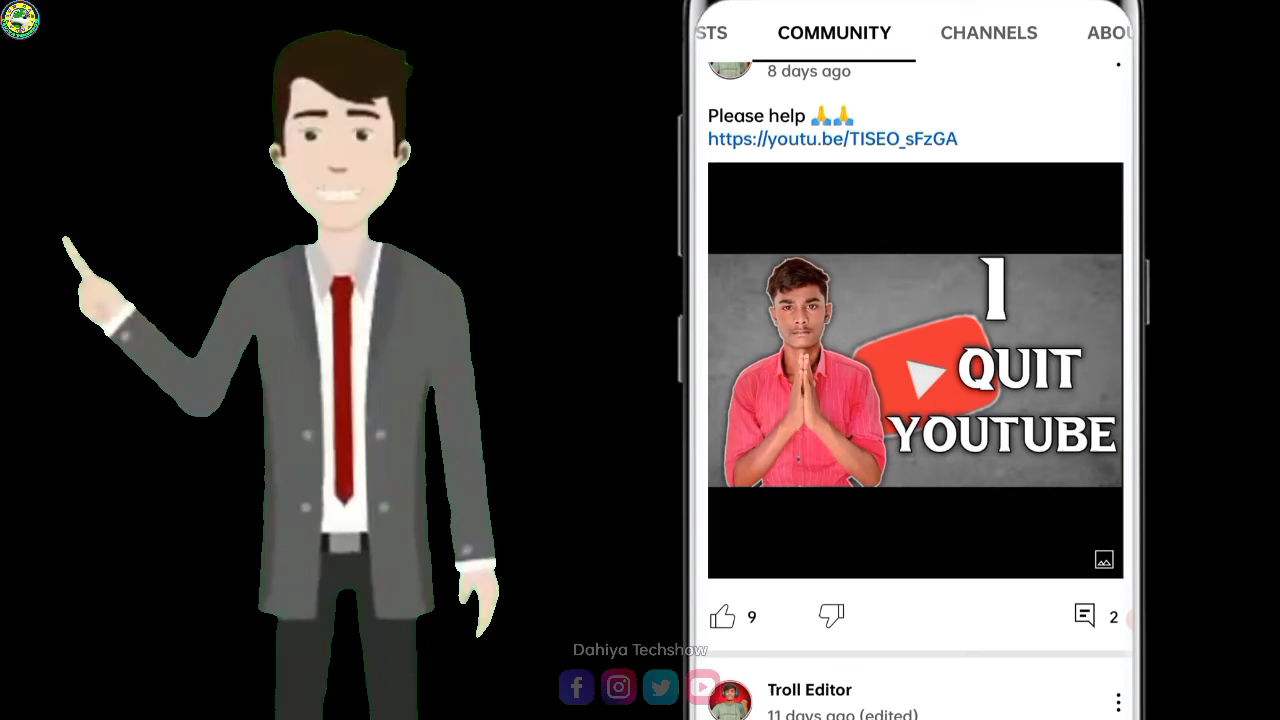 STS COMMUNITY CHANNELS ABOU
8 days ago
Please help 🙏🙏
https://youtu.be/TISEO_sFzGA
I
QUIT
YOUTUBE
9 2
Dahiya Techshow
Troll Editor
11 days ago (edited)